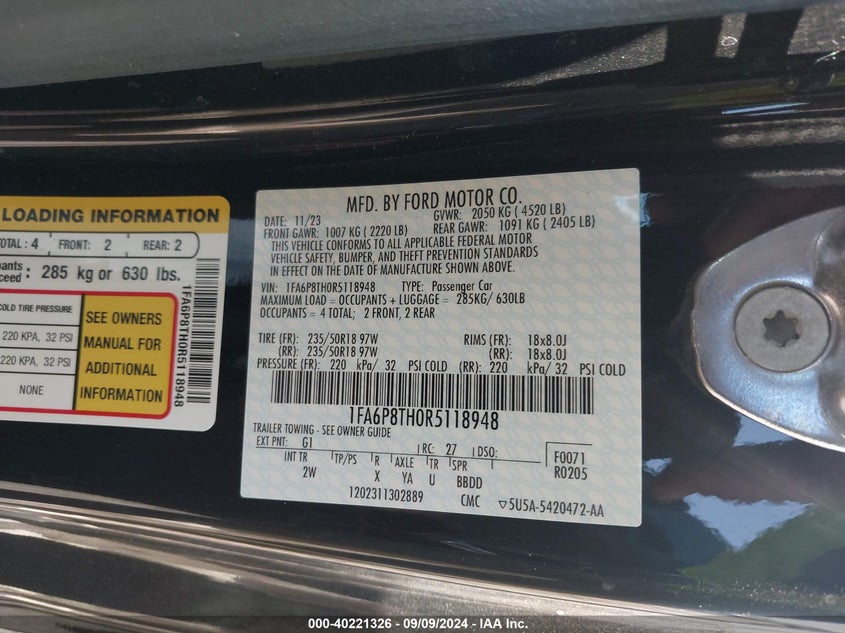 LOADING INFORMATION
TOTAL : 4 FRONT: 2 REAR: 2
285 kg or 630 lbs.
COLD TIRE PRESSURE
220 KPA, 32 PSI
220 KPA, 32 PSI
NONE
SEE OWNERS
MANUAL FOR
ADDITIONAL
INFORMATION
1FA6P8TH0R5118948
MFD. BY FORD MOTOR CO.
DATE: 11/23 GVWR: 2050 KG ( 4520 LB)
FRONT GAWR: 1007 KG ( 2220 LB) REAR GAWR: 1091 KG ( 2405 LB)
THIS VEHICLE CONFORMS TO ALL APPLICABLE FEDERAL MOTOR
VEHICLE SAFETY, BUMPER, AND THEFT PREVENTION STANDARDS
IN EFFECT ON THE DATE OF MANUFACTURE SHOWN ABOVE.
VIN: 1FA6P8TH0R5118948 TYPE: Passenger Car
MAXIMUM LOAD = OCCUPANTS + LUGGAGE = 285KG/ 630LB
OCCUPANTS = 4 TOTAL; 2 FRONT, 2 REAR
TIRE (FR): 235/50R18 97W RIMS (FR): 18x8.0J
(RR): 235/50R18 97W (RR): 18x8.0J
PRESSURE (FR): 220 kPa/ 32 PSI COLD (RR): 220 kPa/ 32 PSI COLD
1FA6P8TH0R5118948
TRAILER TOWING - SEE OWNER GUIDE
EXT PNT: G1 RC: 27 DSO: F0071
INT TR TP/PS R AXLE TR SPR R0205
2W X YA U BBDD
1202311302889 CMC 5U5A-5420472-AA
000-40221326 - 09/09/2024 - IAAI.com